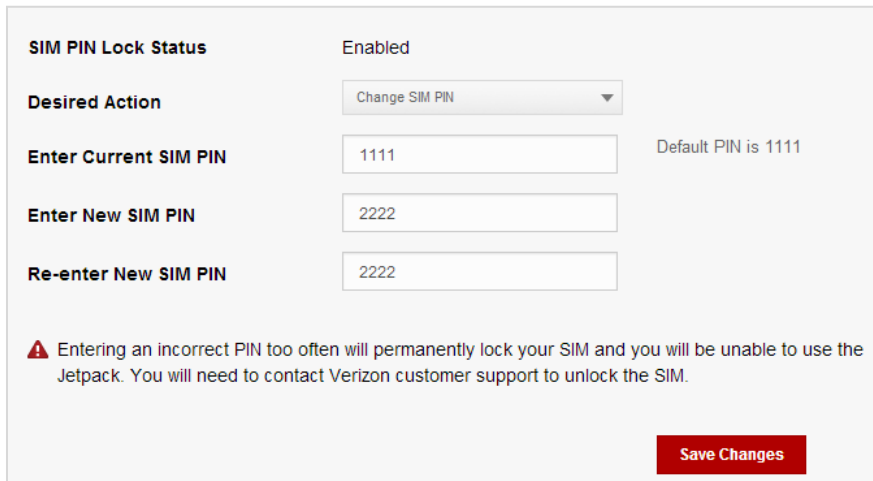 SIM PIN Lock Status Enabled
Desired Action Change SIM PIN
Enter Current SIM PIN 1111 Default PIN is 1111
Enter New SIM PIN 2222
Re-enter New SIM PIN 2222
Entering an incorrect PIN too often will permanently lock your SIM and you will be unable to use the
Jetpack. You will need to contact Verizon customer support to unlock the SIM.
Save Changes